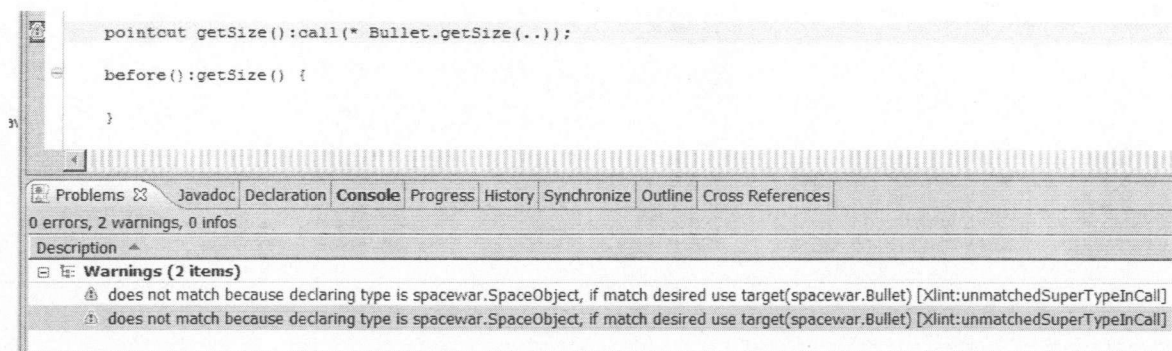 pointcut getSize():call(* Bullet.getSize(..));
before():getSize() {
}
Problems Javadoc Declaration Console Progress History Synchronize Outline Cross References
0 errors, 2 warnings, 0 infos
Description
Warnings (2 items)
does not match because declaring type is spacewar.SpaceObject, if match desired use target(spacewar.Bullet) [Xlint:unmatchedSuperTypeInCall]
does not match because declaring type is spacewar.SpaceObject, if match desired use target(spacewar.Bullet) [Xlint:unmatchedSuperTypeInCall]